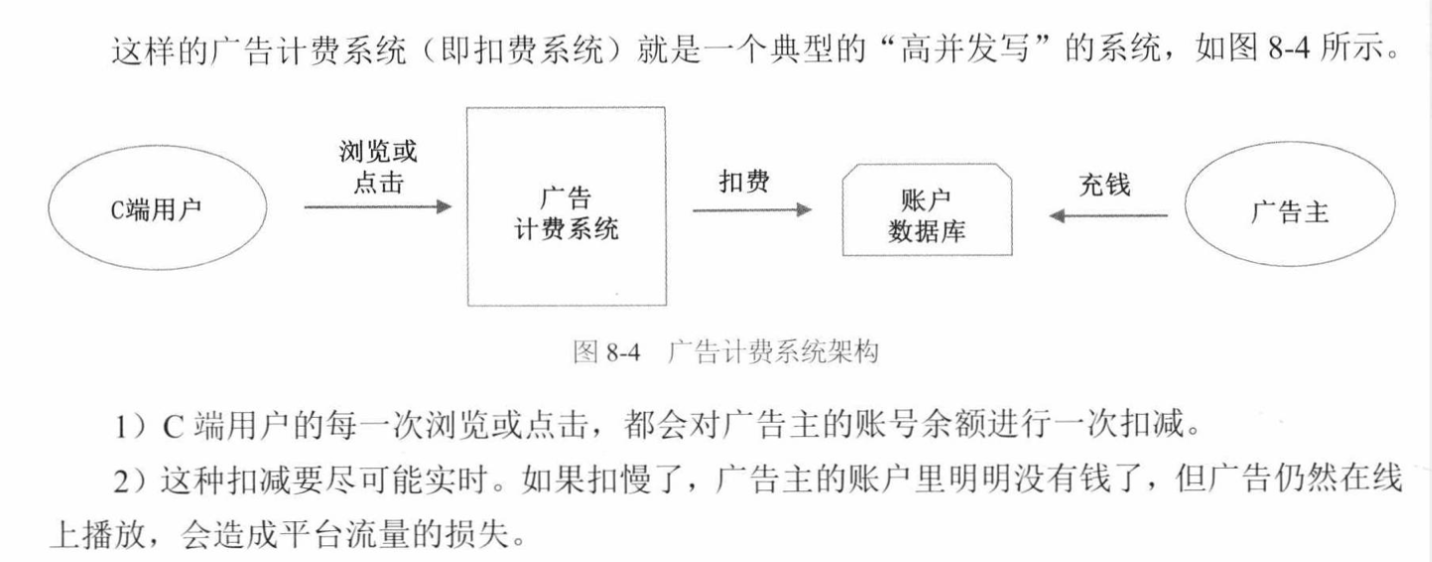 这样的广告计费系统（即扣费系统）就是一个典型的“高并发写”的系统，如图 8-4 所示。
C端用户
浏览或
点击
广告
计费系统
扣费
账户
数据库
充钱
广告主
图 8-4 广告计费系统架构
1）C 端用户的每一次浏览或点击，都会对广告主的账号余额进行一次扣减。
2）这种扣减要尽可能实时。如果扣慢了，广告主的账户里明明没有钱了，但广告仍然在线
上播放，会造成平台流量的损失。